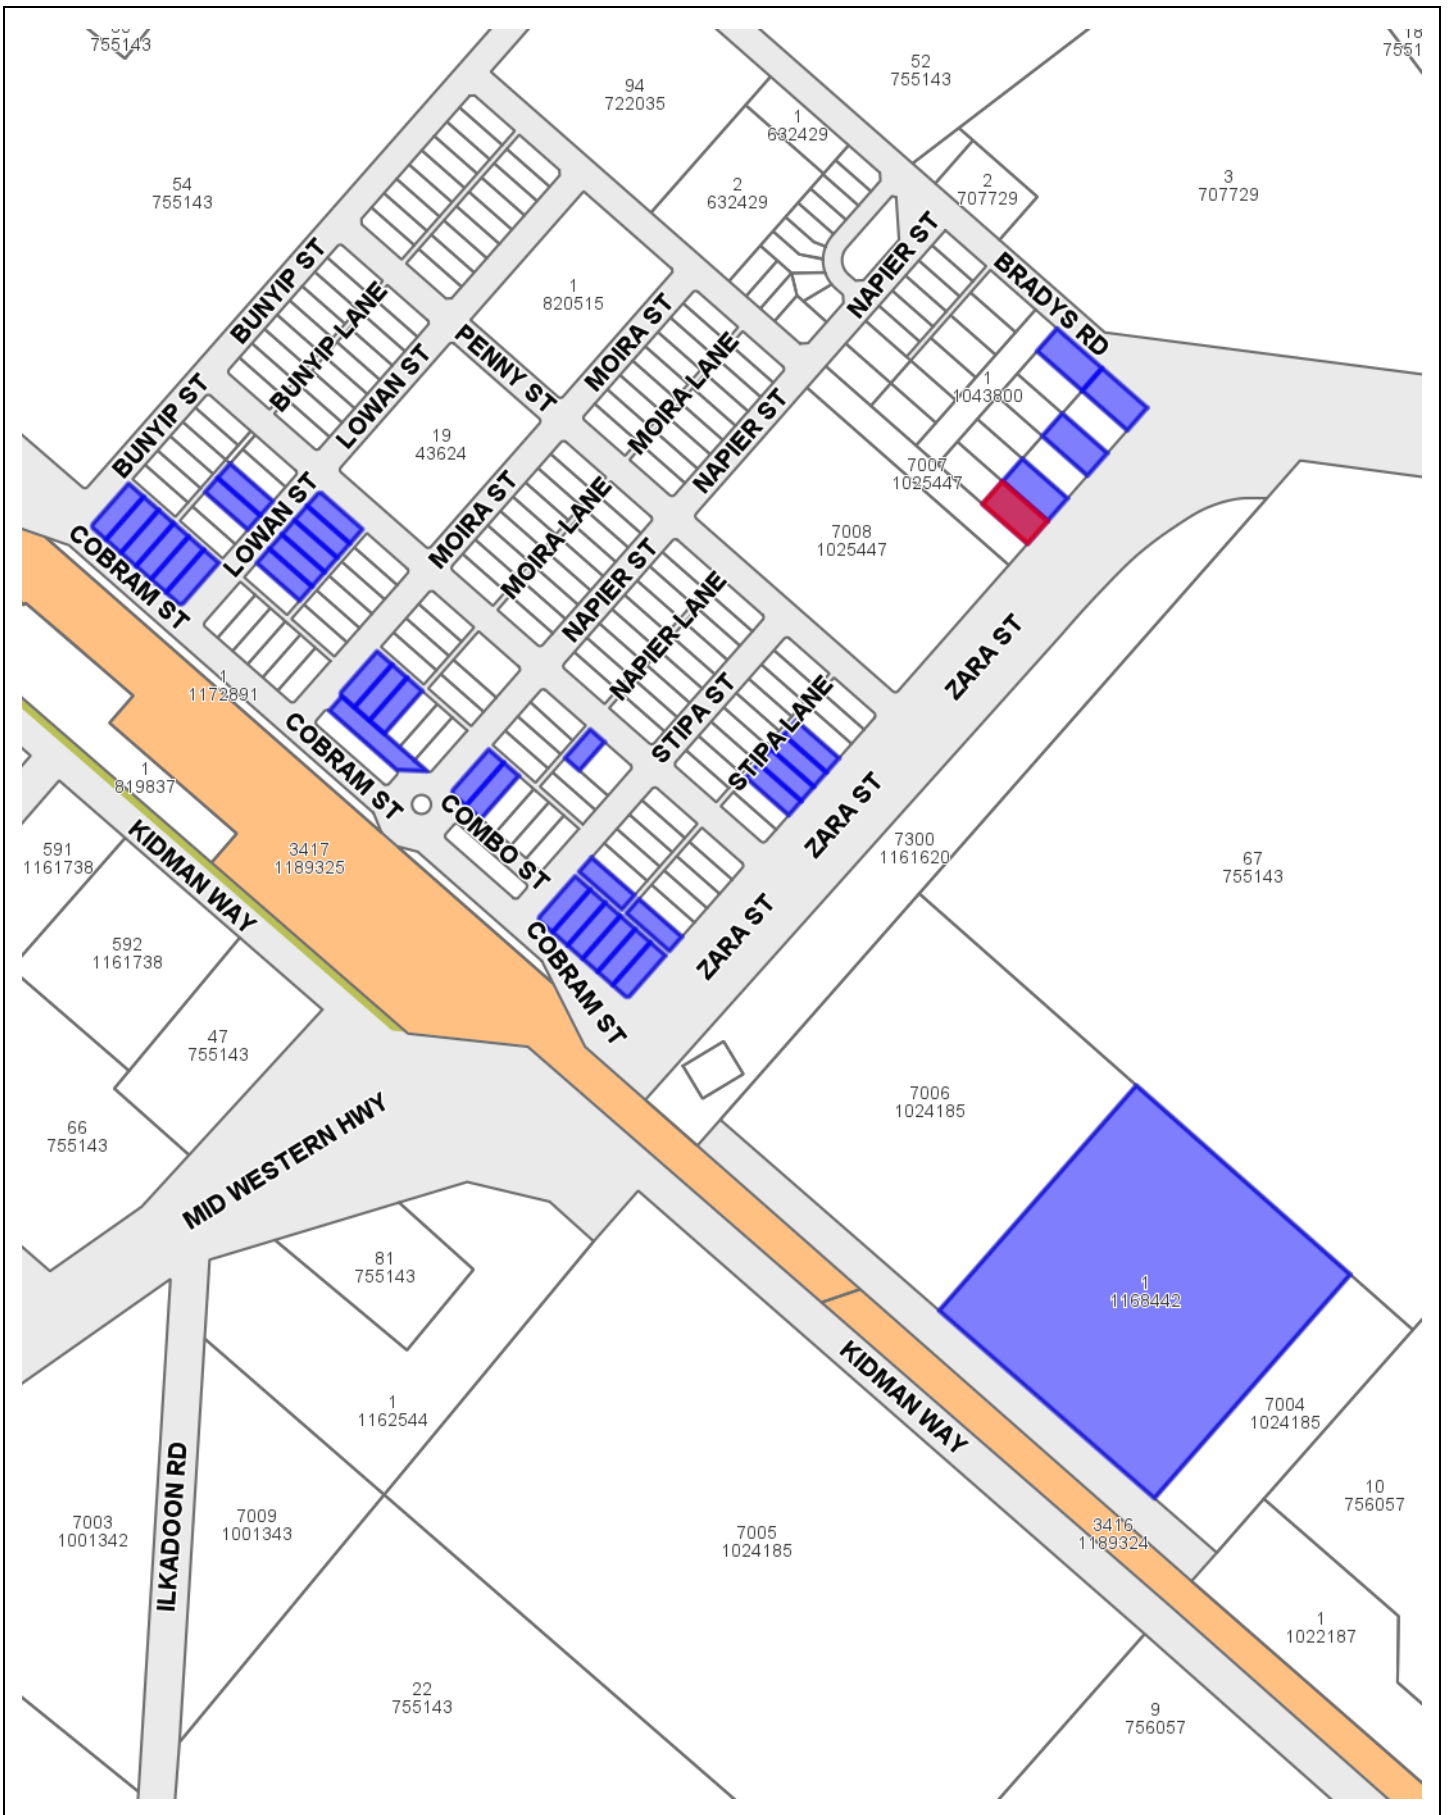 755143
18
7551
52
755143
94
722035
1
632429
2
632429
54
755143
2
707729
3
707729
NAPIER ST
BRADYS RD
BUNYIP ST
BUNYIP LANE
1
820515
MOIRA ST
PENNY ST
MOIRA LANE
LOWAN ST
1
1043800
BUNYIP ST
19
43624
NAPIER ST
7007
1025447
LOWAN ST
MOIRA ST
MOIRA LANE
7008
1025447
COBRAM ST
NAPIER ST
NAPIER LANE
ZARA ST
1
1172891
STIPA ST
STIPA LANE
COBRAM ST
1
819837
ZARA ST
COMBO ST
KIDMAN WAY
591
1161738
3417
1189325
7300
1161620
67
755143
592
1161738
ZARA ST
COBRAM ST
47
755143
66
755143
7006
1024185
MID WESTERN HWY
81
755143
1
1168442
KIDMAN WAY
1
1162544
7004
1024185
ILKADOON RD
7003
1001342
7009
1001343
7005
1024185
3416
1189324
10
756057
1
1022187
22
755143
9
756057